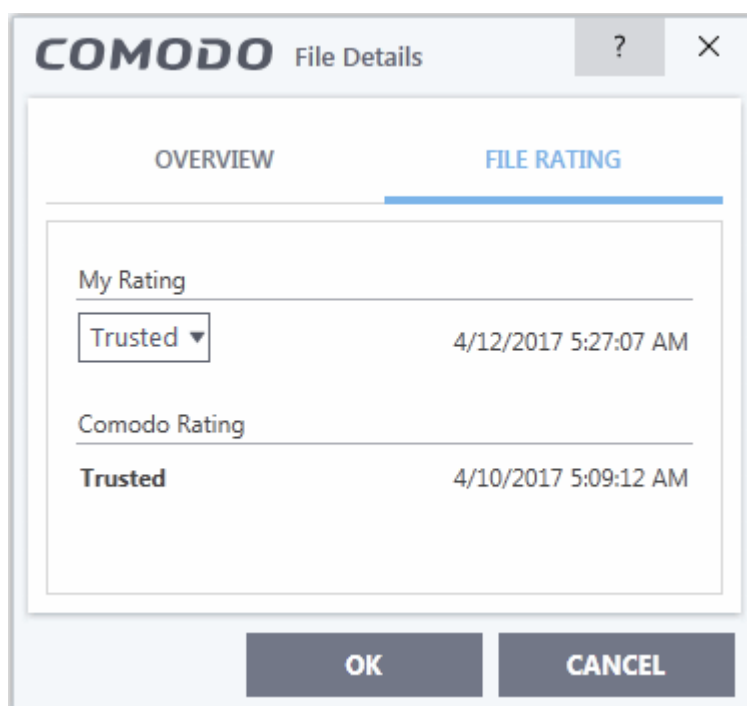 COMODO File Details ? ×
OVERVIEW FILE RATING
My Rating
Trusted 4/12/2017 5:27:07 AM
Comodo Rating
Trusted 4/10/2017 5:09:12 AM
OK CANCEL